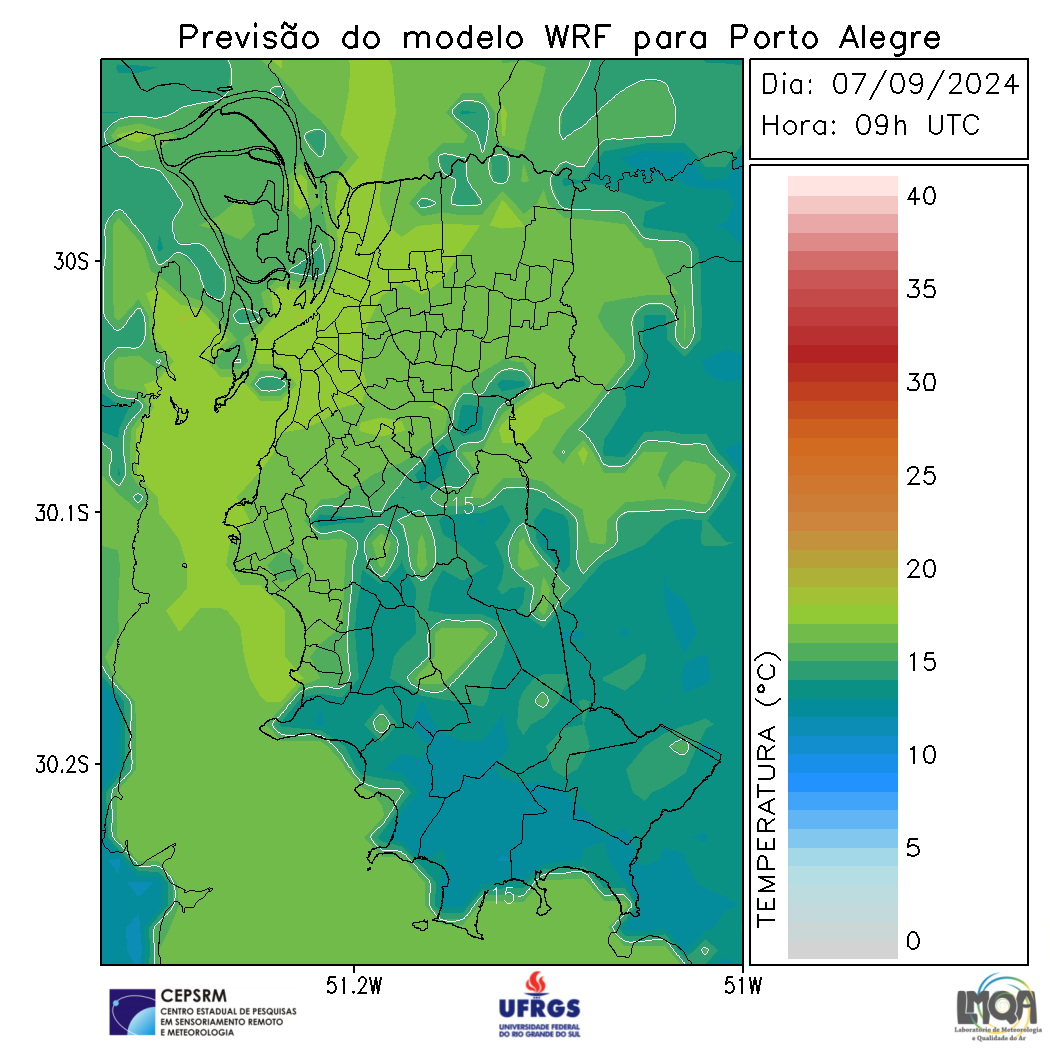 Previsão do modelo WRF para Porto Alegre
Dia: 07/09/2024
Hora: 09h UTC
40
35
30
25
20
15
10
5
0
TEMPERATURA (°C)
30S
30.1S
30.2S
51.2W
51W
15
15
CEPSRM
CENTRO ESTADUAL DE PESQUISAS
EM SENSORIAMENTO REMOTO
E METEOROLOGIA
UFRGS
UNIVERSIDADE FEDERAL
DO RIO GRANDE DO SUL
LMQA
Laboratório de Meteorologia
e Qualidade do Ar